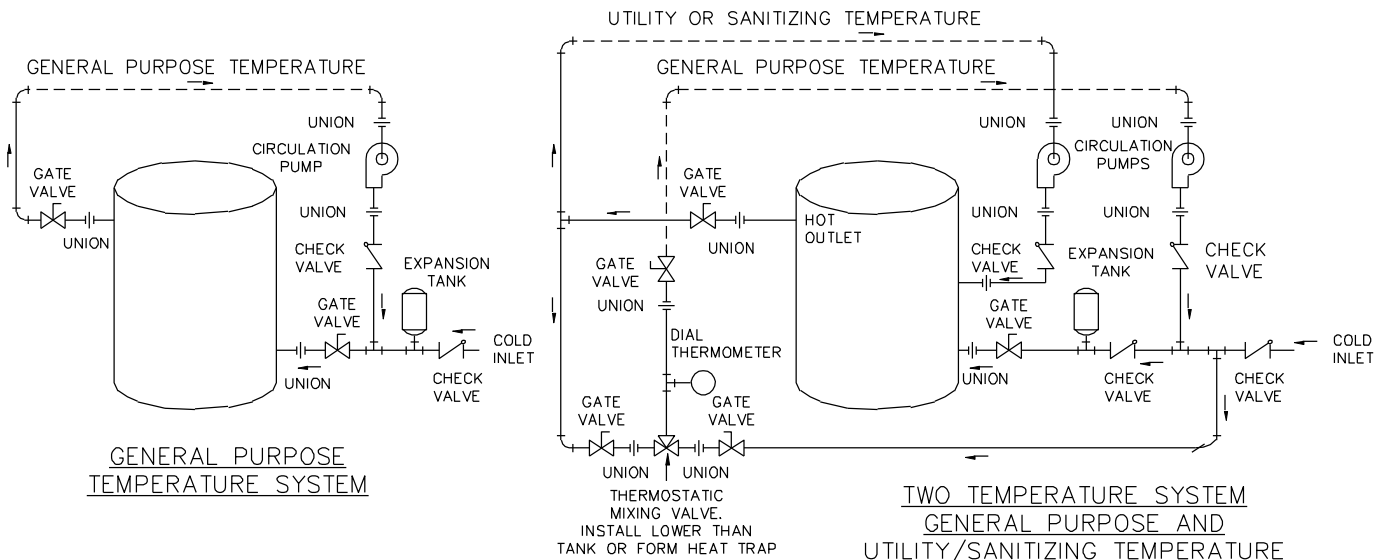 UTILITY OR SANITIZING TEMPERATURE
GENERAL PURPOSE TEMPERATURE
UNION
CIRCULATION
PUMP
GATE
VALVE
UNION
UNION
CHECK
VALVE
EXPANSION
TANK
GATE
VALVE
UNION
COLD
INLET
CHECK
VALVE
GENERAL PURPOSE
TEMPERATURE SYSTEM
GENERAL PURPOSE TEMPERATURE
UNION
UNION
CIRCULATION
PUMPS
GATE
VALVE
UNION
HOT
OUTLET
UNION
UNION
CHECK
VALVE
EXPANSION
TANK
CHECK
VALVE
GATE
VALVE
UNION
GATE
VALVE
UNION
DIAL
THERMOMETER
COLD
INLET
CHECK
VALVE
CHECK
VALVE
GATE
VALVE
GATE
VALVE
UNION
UNION
THERMOSTATIC
MIXING VALVE.
INSTALL LOWER THAN
TANK OR FORM HEAT TRAP
TWO TEMPERATURE SYSTEM
GENERAL PURPOSE AND
UTILITY/SANITIZING TEMPERATURE